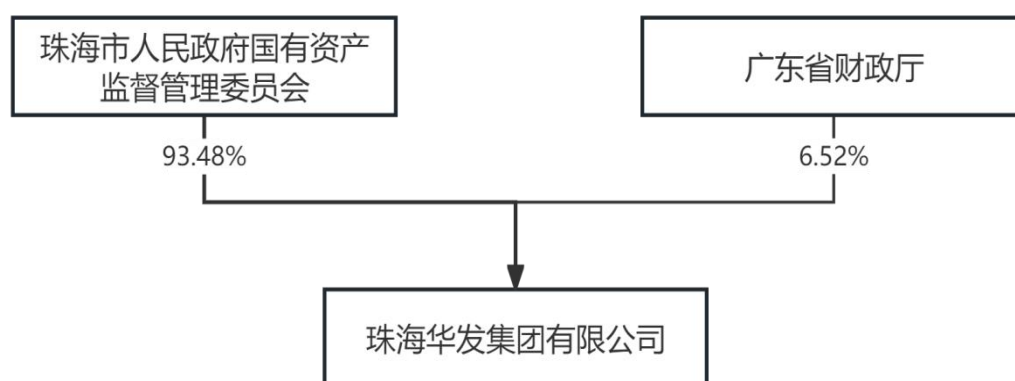 珠海市人民政府国有资产
监督管理委员会
广东省财政厅
93.48%
6.52%
珠海华发集团有限公司